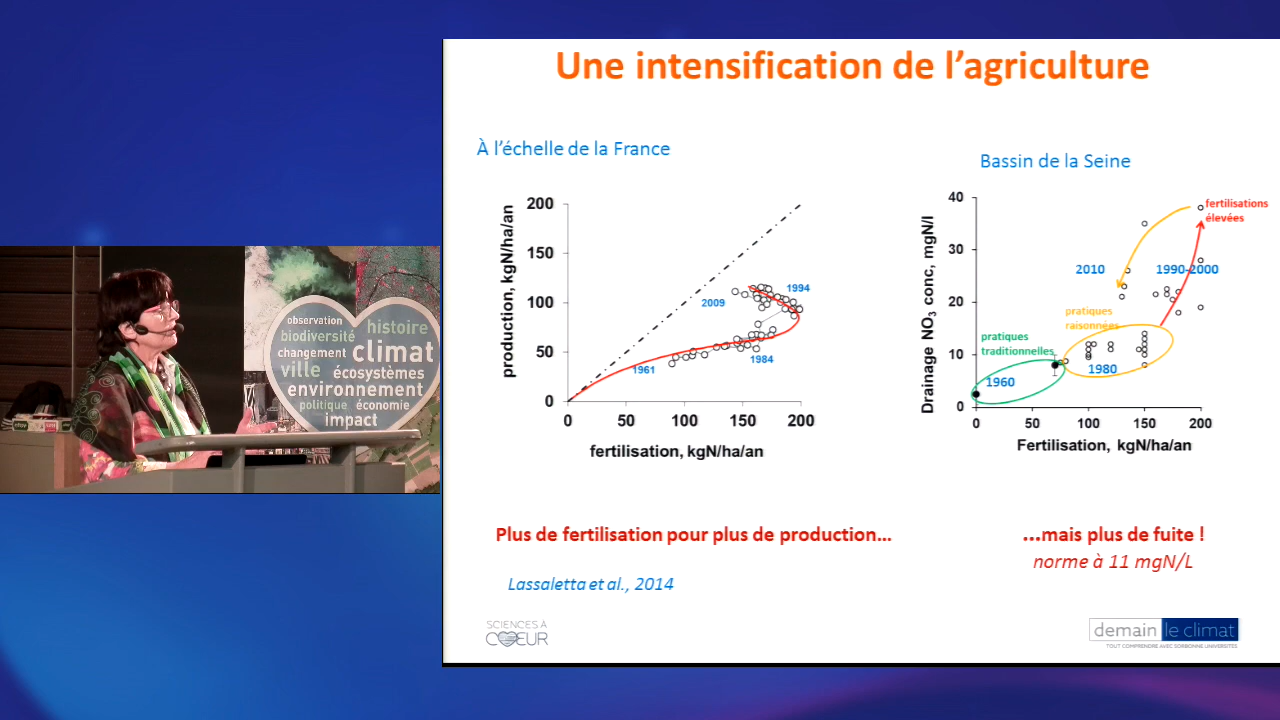 Une intensification de l'agriculture
À l'échelle de la France
Bassin de la Seine
production, kgN/ha/an
200
150
100
50
0
0
50
100
150
200
1961
1984
1994
2009
fertilisation, kgN/ha/an
Drainage NO3 conc, mgN/l
40
30
20
10
0
0
50
100
150
200
fertilisations
élevées
2010
1990-2000
pratiques
raisonnées
pratiques
traditionnelles
1960
1980
Fertilisation, kgN/ha/an
Plus de fertilisation pour plus de production...
...mais plus de fuite !
norme à 11 mgN/L
Lassaletta et al., 2014
SCIENCES À
CŒUR
demain le climat
TOUT COMPRENDRE AVEC SORBONNE UNIVERSITÉS
observation
biodiversité
histoire
changement
climat
ville
écosystèmes
environnement
politique
économie
impact